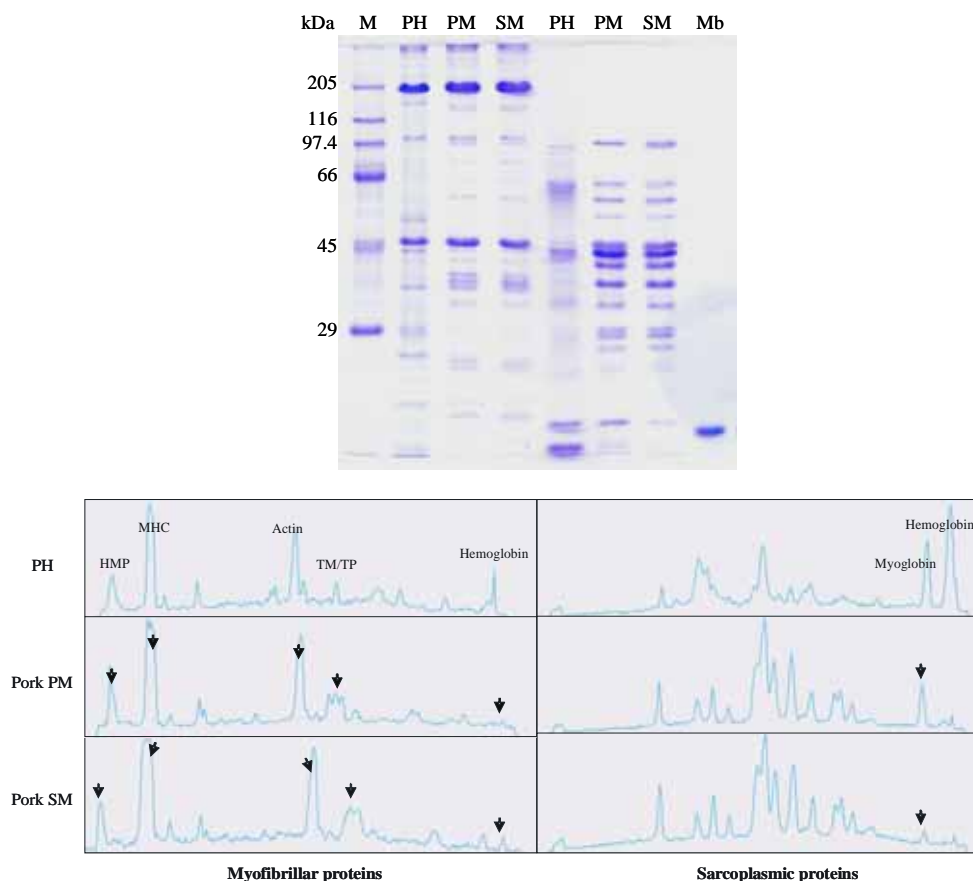 kDa M PH PM SM PH PM SM Mb
205
116
97.4
66
45
29
PH
HMP
MHC
Actin
TM/TP
Hemoglobin
Myoglobin
Hemoglobin
Pork PM
Pork SM
Myofibrillar proteins
Sarcoplasmic proteins